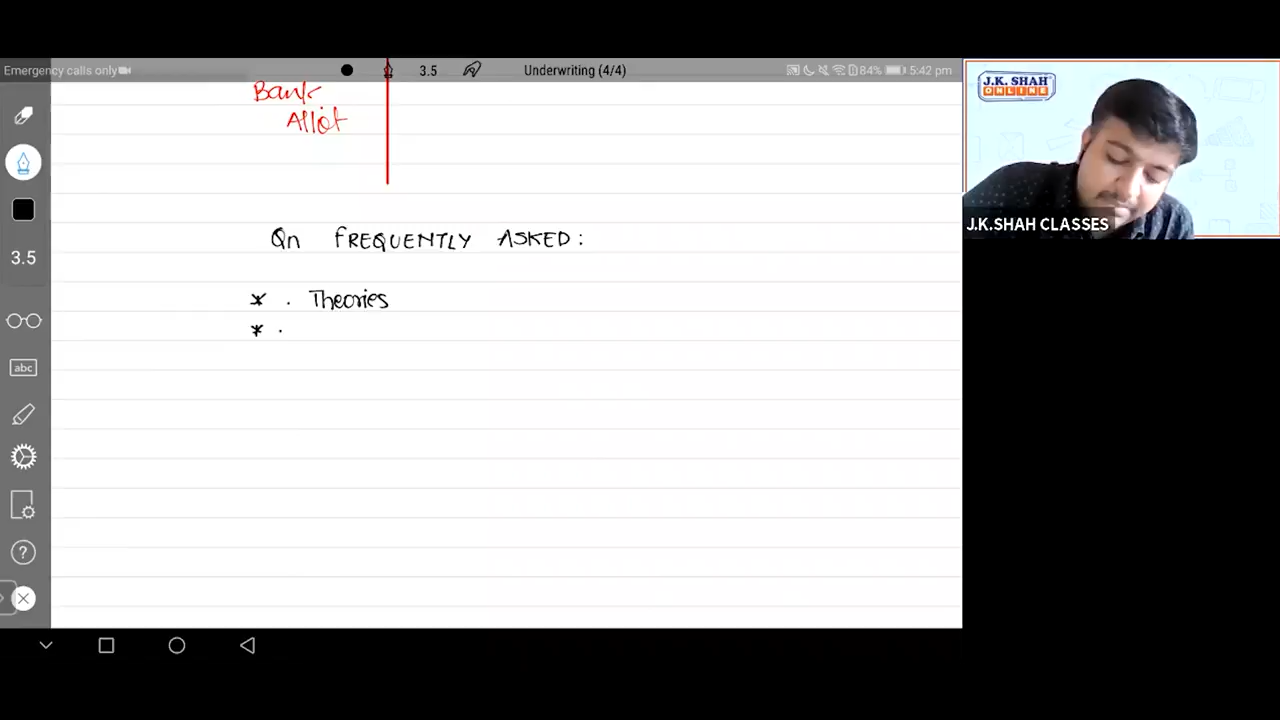 Emergency calls only 3.5 Underwriting (4/4) 84% 5:42 pm
J.K. SHAH
ONLINE
Bank
Allot
J.K.SHAH CLASSES
Qn FREQUENTLY ASKED:
3.5
* . Theories
* .
abc
?